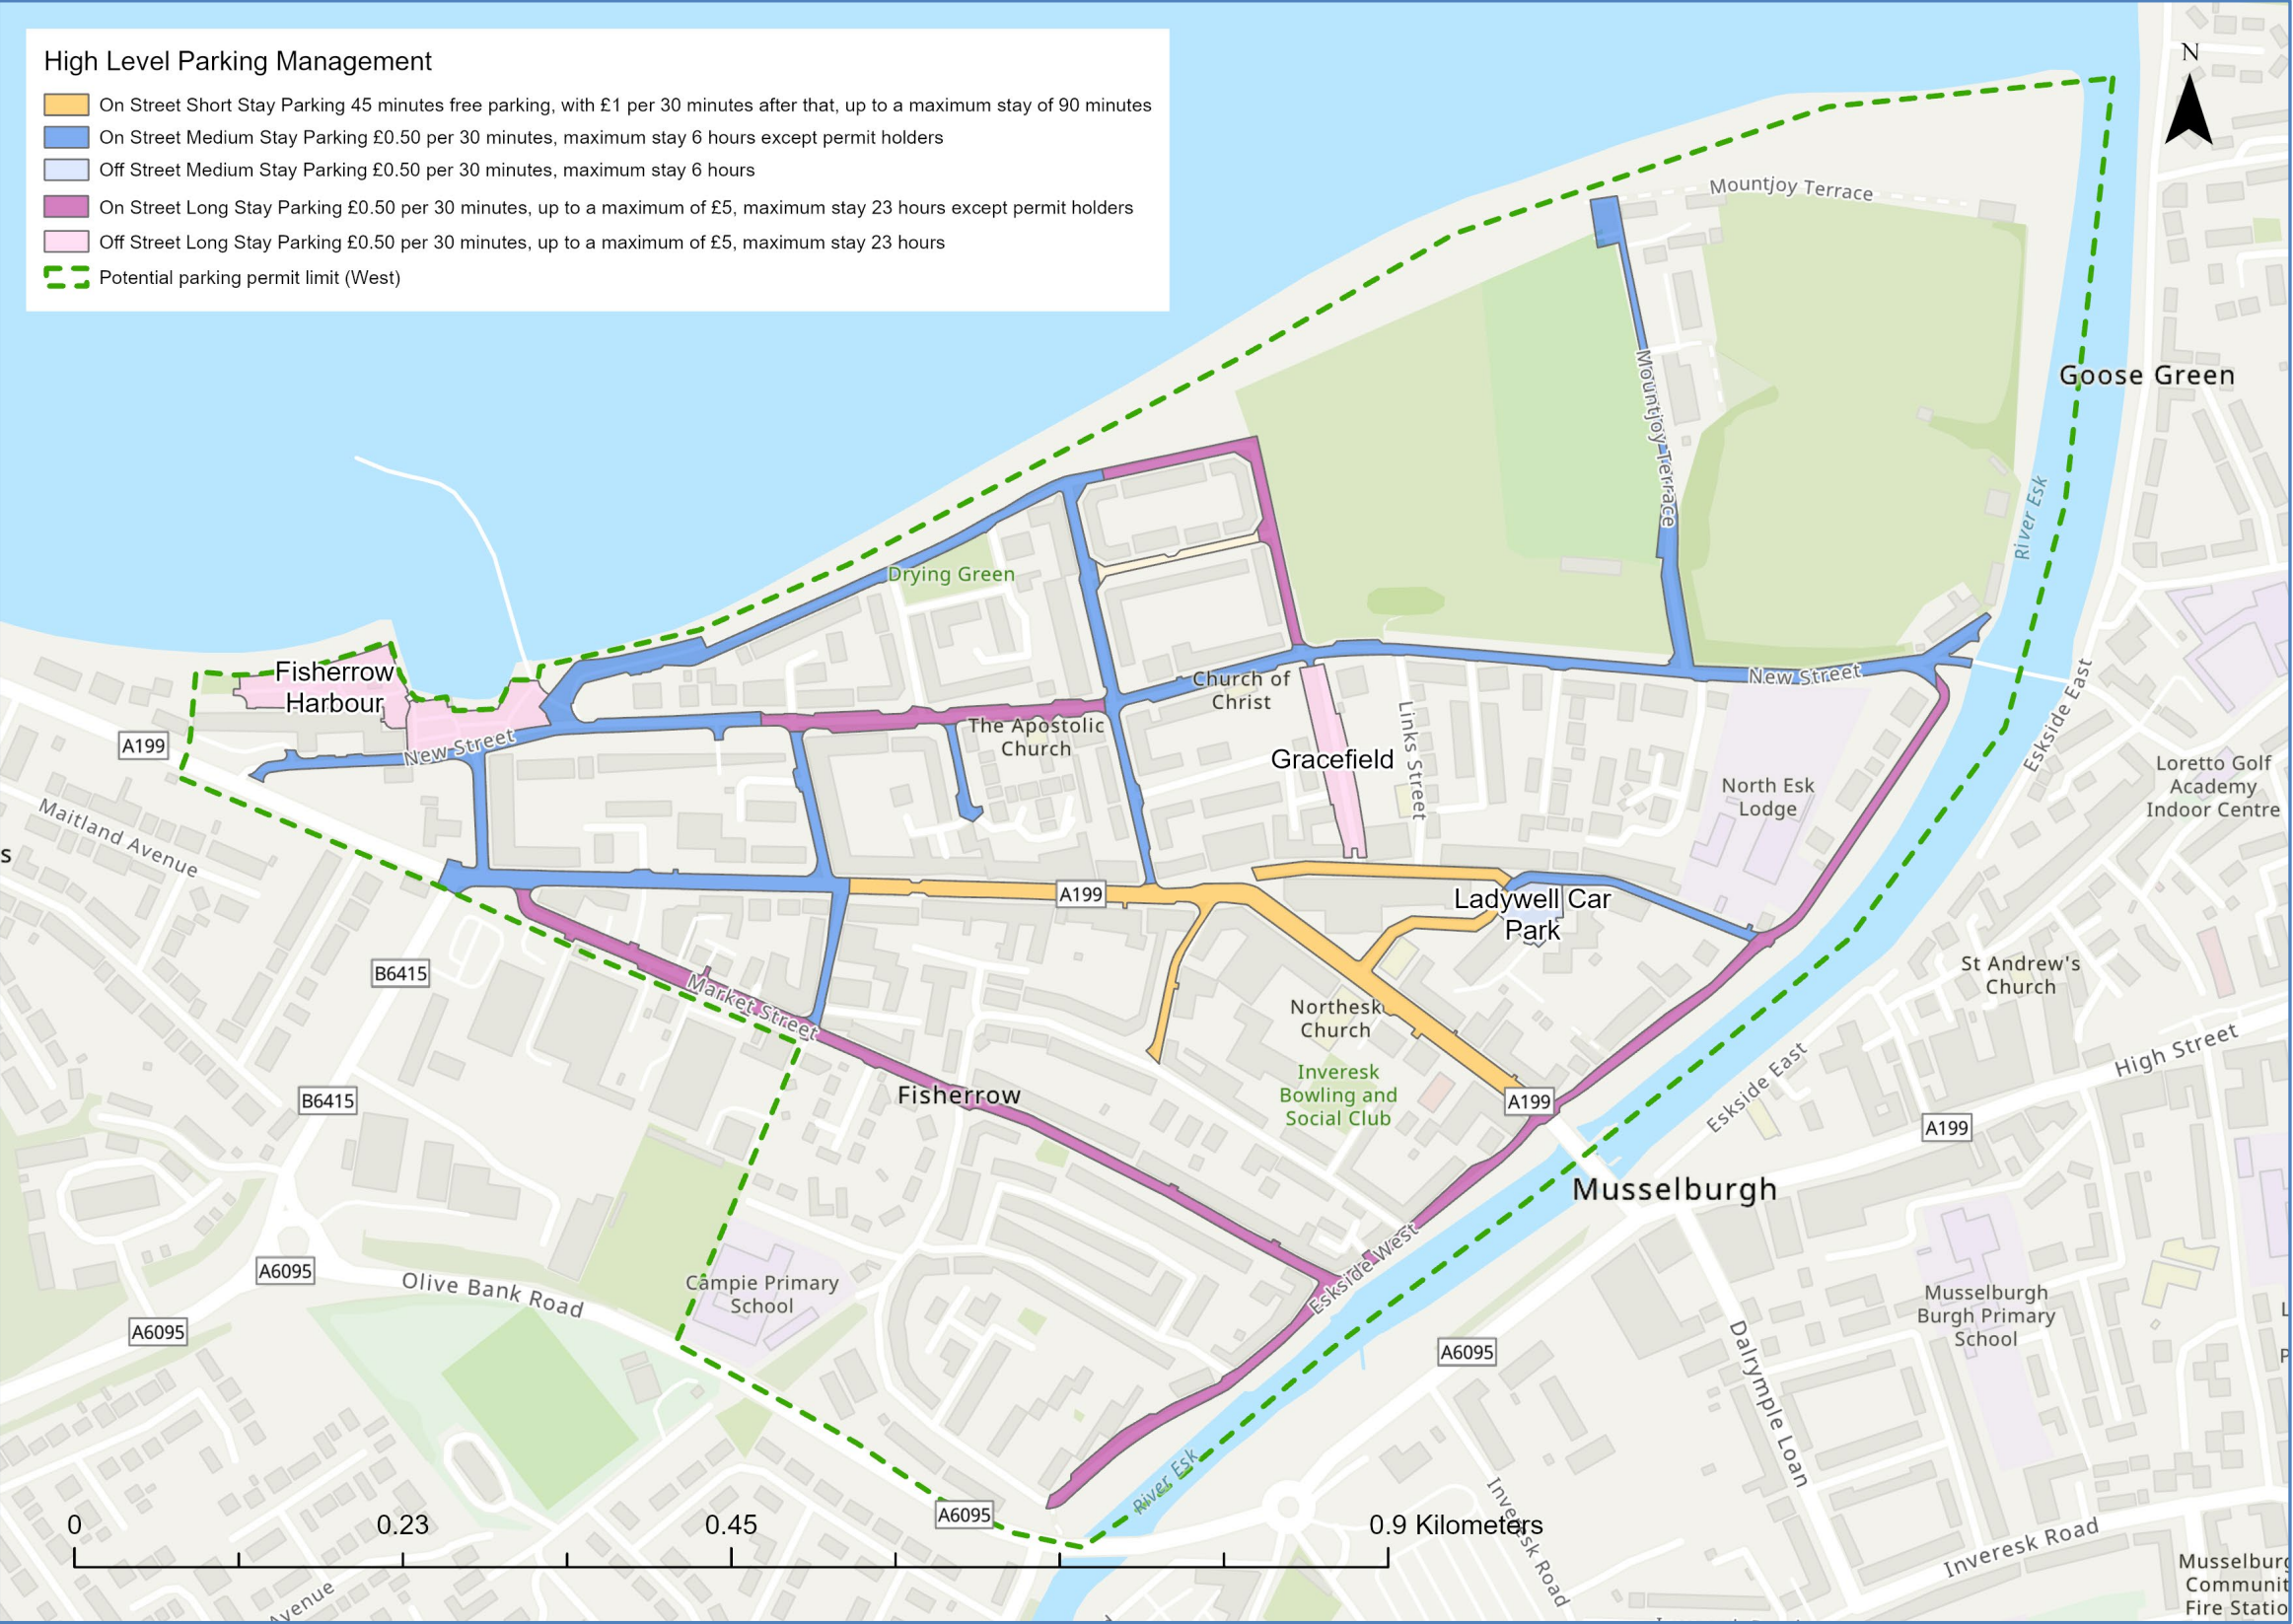 High Level Parking Management
On Street Short Stay Parking 45 minutes free parking, with £1 per 30 minutes after that, up to a maximum stay of 90 minutes
On Street Medium Stay Parking £0.50 per 30 minutes, maximum stay 6 hours except permit holders
Off Street Medium Stay Parking £0.50 per 30 minutes, maximum stay 6 hours
On Street Long Stay Parking £0.50 per 30 minutes, up to a maximum of £5, maximum stay 23 hours except permit holders
Off Street Long Stay Parking £0.50 per 30 minutes, up to a maximum of £5, maximum stay 23 hours
Potential parking permit limit (West)
N
Mountjoy Terrace
Goose Green
Mountjoy Terrace
River Esk
Drying Green
Fisherrow
Harbour
Church of
Christ
New Street
The Apostolic
Church
A199
New Street
Gracefield
Links Street
Eskside East
North Esk
Lodge
Loretto Golf
Academy
Indoor Centre
Maitland Avenue
s
A199
Ladywell Car
Park
B6415
Market Street
St Andrew's
Church
Northesk
Church
High Street
Fisherrow
Inveresk
Bowling and
Social Club
B6415
A199
Eskside East
A199
Musselburgh
Eskside West
A6095
Olive Bank Road
Campie Primary
School
Musselburgh
Burgh Primary
School
A6095
A6095
Dalrymple Loan
River Esk
A6095
Inveresk Road
Inveresk Road
0
0.23
0.45
0.9 Kilometers
Avenue
Musselburg
Communit
Fire Statio